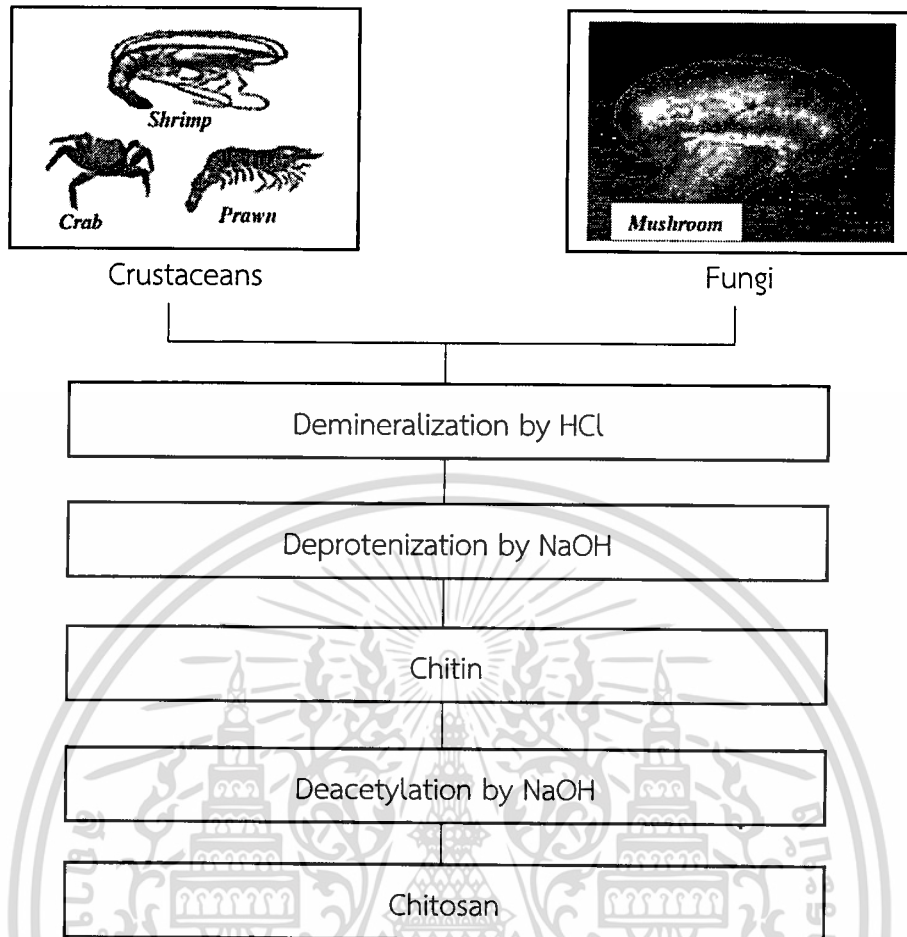 Shrimp
Crab
Prawn
Mushroom
Crustaceans
Fungi
Demineralization by HCl
Deprotenization by NaOH
Chitin
Deacetylation by NaOH
Chitosan